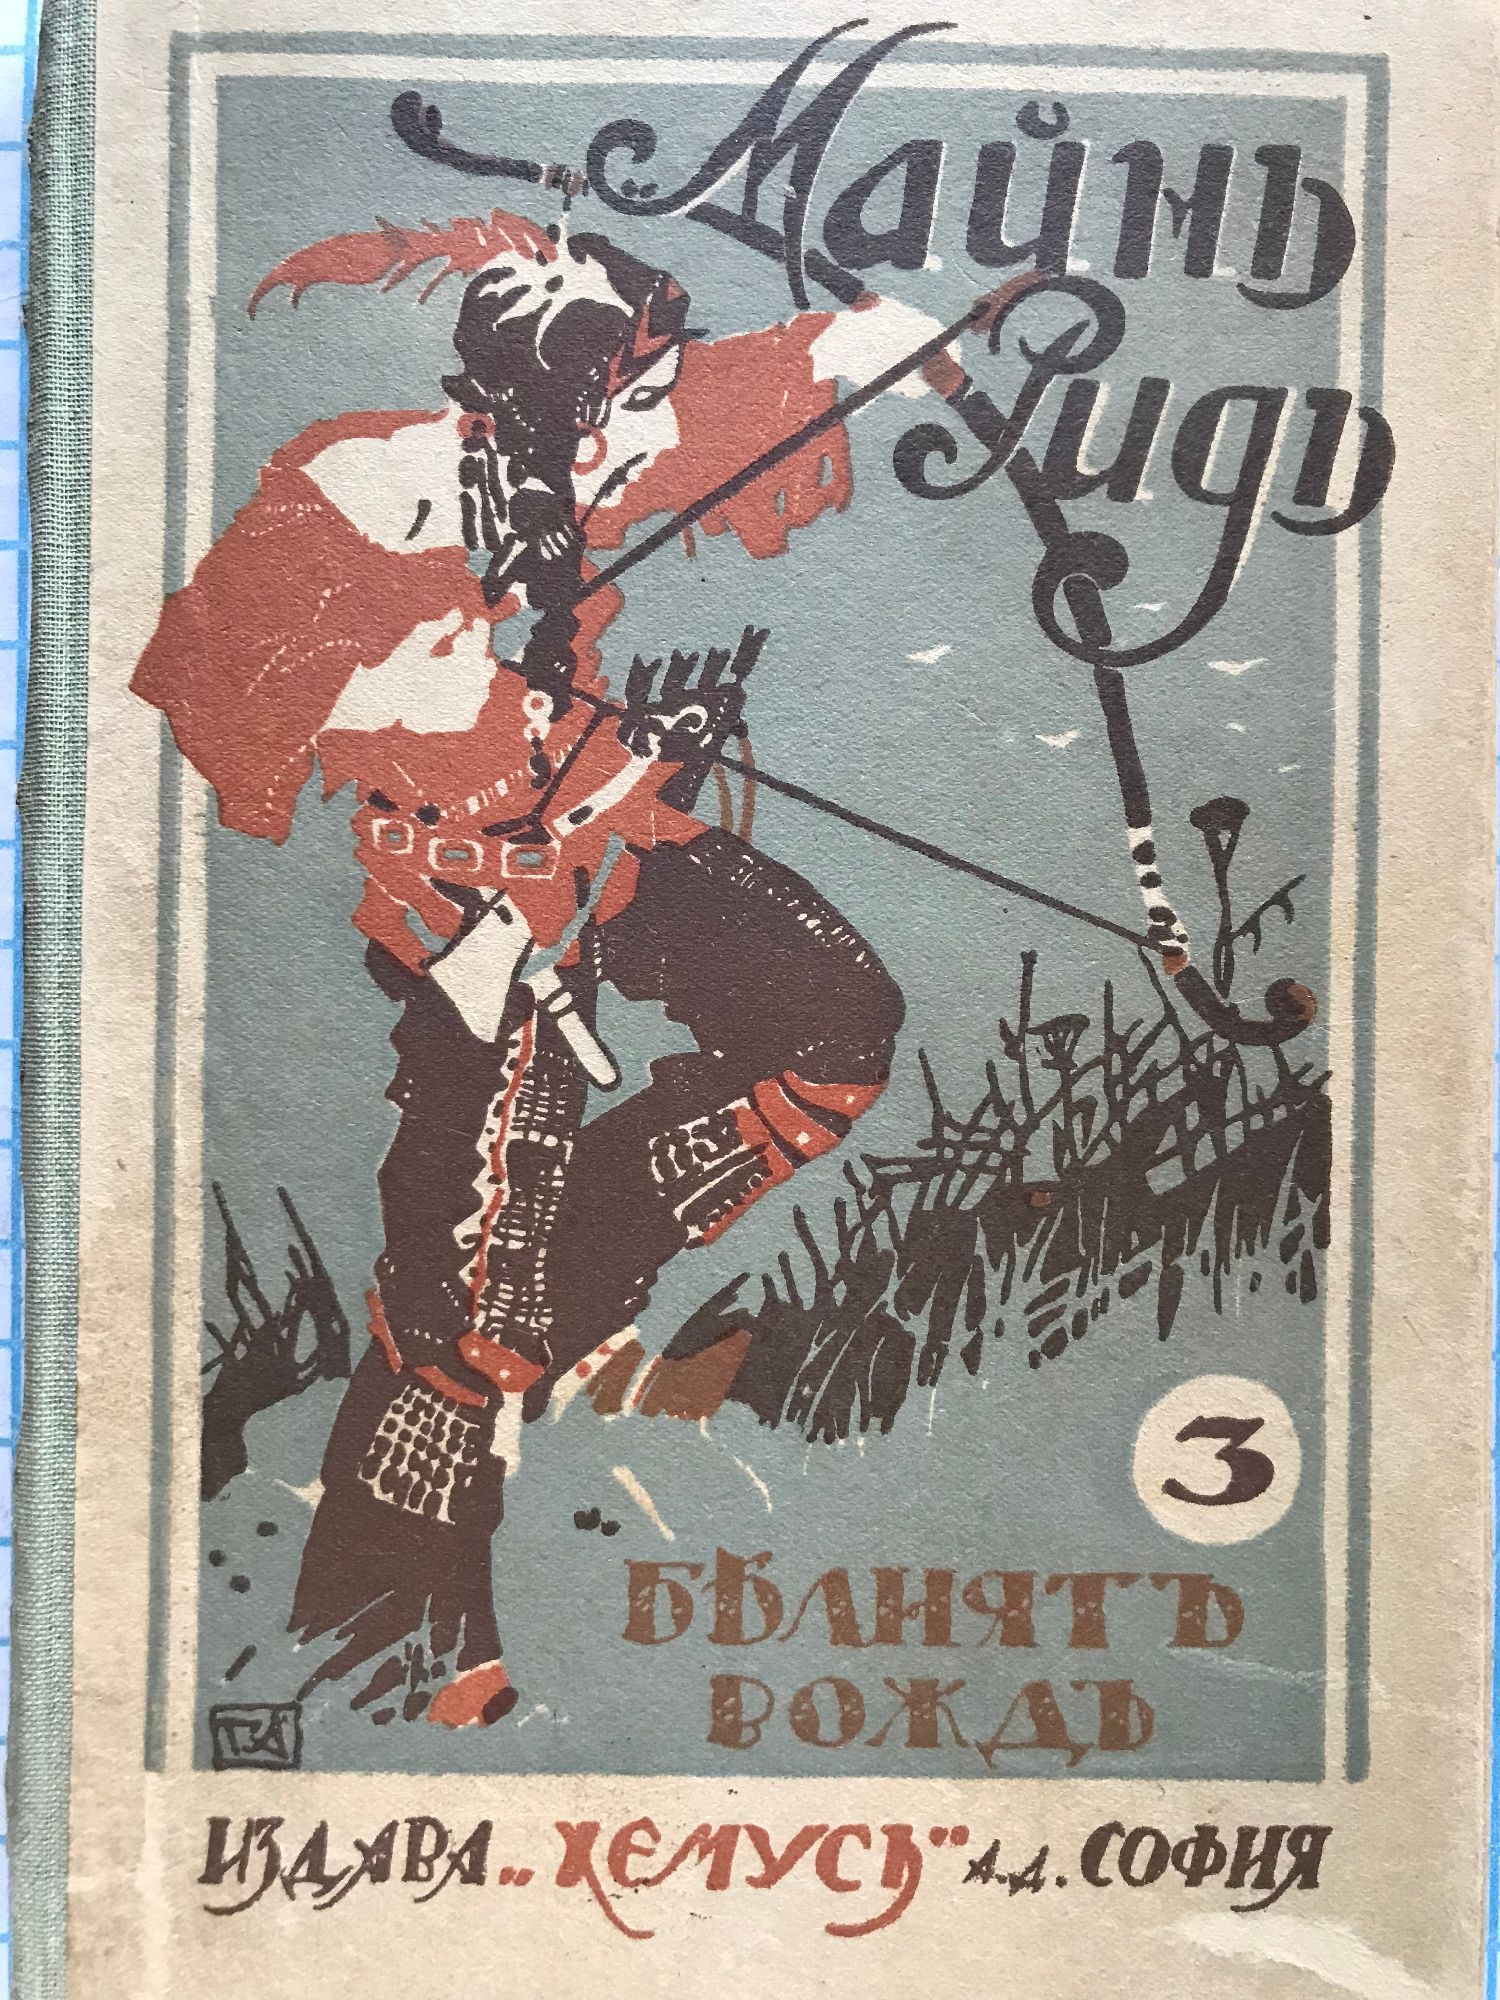 Майнъ
Ридъ
3
БѢЛИЯТЪ
ВОЖДЪ
ИЗДАВА „ХЕМУСЪ" А.Д. СОФИЯ